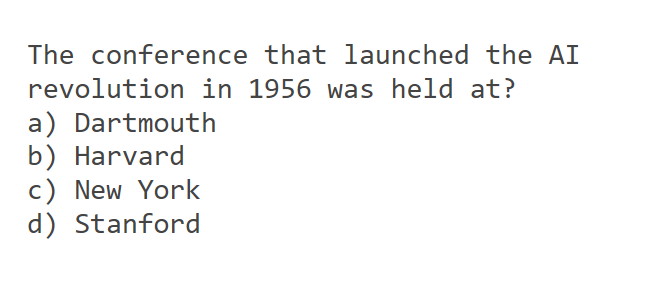 The conference that launched the AI
revolution in 1956 was held at?
a) Dartmouth
b) Harvard
c) New York
d) Stanford